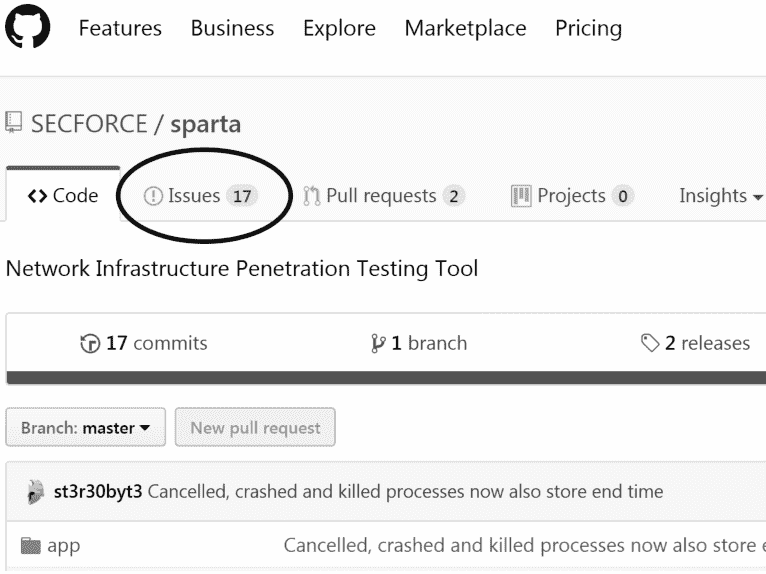 Features Business Explore Marketplace Pricing
SECFORCE / sparta
<> Code Issues 17 Pull requests 2 Projects 0 Insights
Network Infrastructure Penetration Testing Tool
17 commits 1 branch 2 releases
Branch: master New pull request
st3r30byt3 Cancelled, crashed and killed processes now also store end time
app Cancelled, crashed and killed processes now also store e